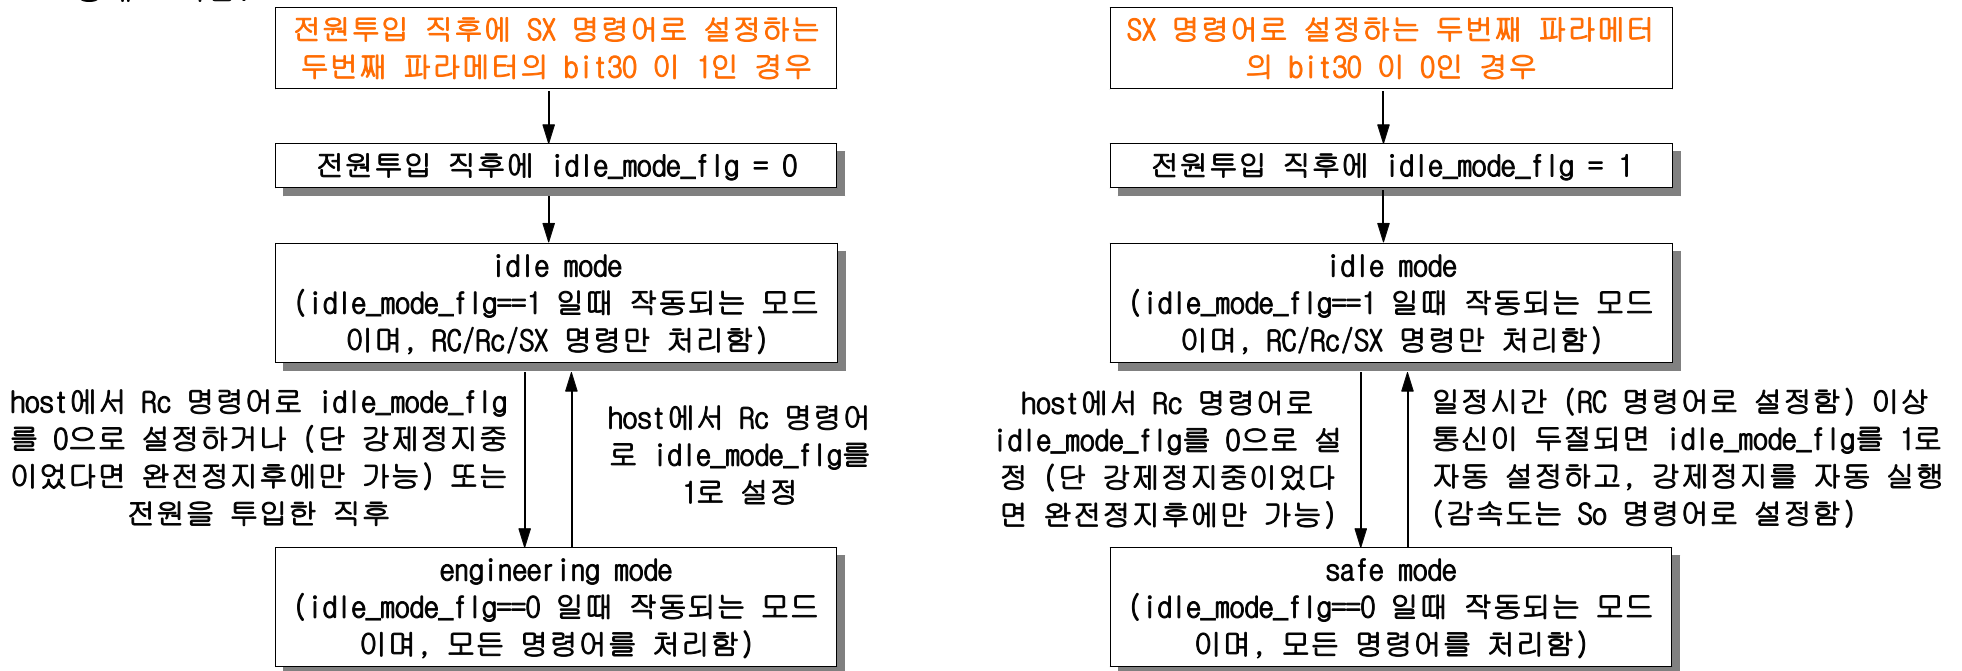 전원투입 직후에 SX 명령어로 설정하는
두번째 파라메터의 bit30 이 1인 경우
전원투입 직후에 idle_mode_flg = 0
idle mode
(idle_mode_flg==1 일때 작동되는 모드
이며, RC/Rc/SX 명령만 처리함)
host에서 Rc 명령어로 idle_mode_flg
를 0으로 설정하거나 (단 강제정지중
이었다면 완전정지후에만 가능) 또는
전원을 투입한 직후
host에서 Rc 명령어
로 idle_mode_flg를
1로 설정
engineering mode
(idle_mode_flg==0 일때 작동되는 모드
이며, 모든 명령어를 처리함)
SX 명령어로 설정하는 두번째 파라메터
의 bit30 이 0인 경우
전원투입 직후에 idle_mode_flg = 1
idle mode
(idle_mode_flg==1 일때 작동되는 모드
이며, RC/Rc/SX 명령만 처리함)
host에서 Rc 명령어로
idle_mode_flg를 0으로 설
정 (단 강제정지중이었다
면 완전정지후에만 가능)
일정시간 (RC 명령어로 설정함) 이상
통신이 두절되면 idle_mode_flg를 1로
자동 설정하고, 강제정지를 자동 실행
(감속도는 So 명령어로 설정함)
safe mode
(idle_mode_flg==0 일때 작동되는 모드
이며, 모든 명령어를 처리함)